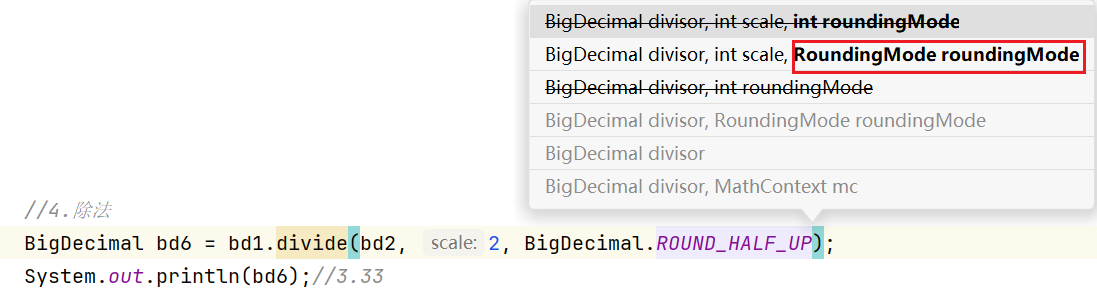 BigDecimal divisor, int scale, int roundingMode
BigDecimal divisor, int scale, RoundingMode roundingMode
BigDecimal divisor, int roundingMode
BigDecimal divisor, RoundingMode roundingMode
BigDecimal divisor
BigDecimal divisor, MathContext mc
//4.除法
BigDecimal bd6 = bd1.divide(bd2, scale: 2, BigDecimal.ROUND_HALF_UP);
System.out.println(bd6);//3.33